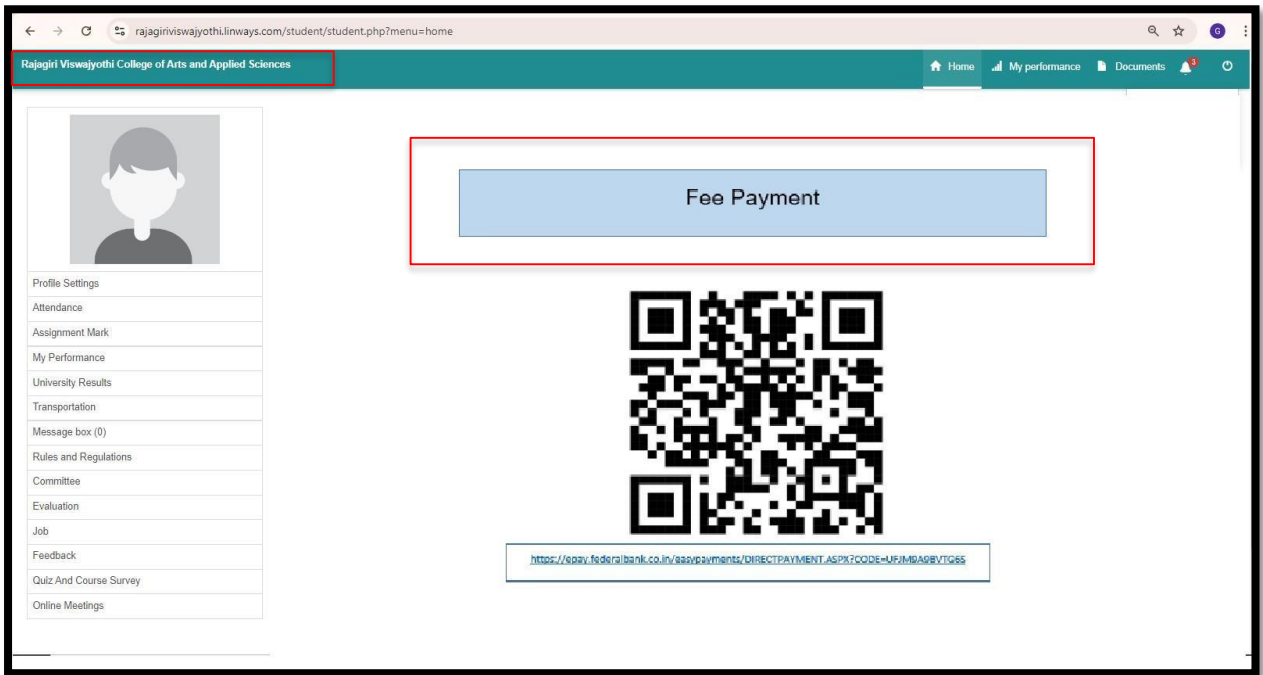 rajagiriviswajyothi.linways.com/student/student.php?menu=home
G
Rajagiri Viswajyothi College of Arts and Applied Sciences
Home My performance Documents 3
Fee Payment
Profile Settings
Attendance
Assignment Mark
My Performance
University Results
Transportation
Message box (0)
Rules and Regulations
Committee
Evaluation
Job
Feedback
Quiz And Course Survey
Online Meetings
https://epay.federalbank.co.in/easypayments/DIRECTPAYMENT.ASPX?CODE=UFJM9A9BVTG65